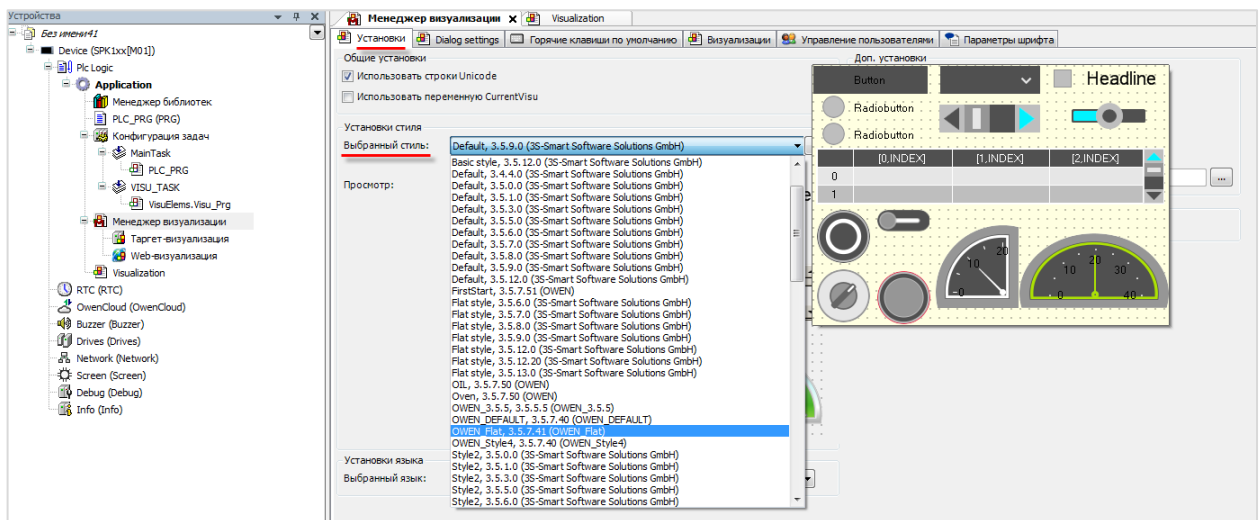 Устройства
Без имени41
Device (SPK1xx[M01])
Plc Logic
Application
Менеджер библиотек
PLC_PRG (PRG)
Конфигурация задач
MainTask
PLC_PRG
VISU_TASK
VisuElems.Visu_Prg
Менеджер визуализации
Таргет-визуализация
Web-визуализация
Visualization
RTC (RTC)
OwenCloud (OwenCloud)
Buzzer (Buzzer)
Drives (Drives)
Network (Network)
Screen (Screen)
Debug (Debug)
Info (Info)
Менеджер визуализации
Visualization
Установки
Dialog settings
Горячие клавиши по умолчанию
Визуализации
Управление пользователями
Параметры шрифта
Общие установки
Использовать строки Unicode
Использовать переменную CurrentVisu
Установки стиля
Выбранный стиль:
Default, 3.5.9.0 (3S-Smart Software Solutions GmbH)
Просмотр:
Basic style, 3.5.12.0 (3S-Smart Software Solutions GmbH)
Default, 3.4.4.0 (3S-Smart Software Solutions GmbH)
Default, 3.5.0.0 (3S-Smart Software Solutions GmbH)
Default, 3.5.1.0 (3S-Smart Software Solutions GmbH)
Default, 3.5.3.0 (3S-Smart Software Solutions GmbH)
Default, 3.5.5.0 (3S-Smart Software Solutions GmbH)
Default, 3.5.6.0 (3S-Smart Software Solutions GmbH)
Default, 3.5.7.0 (3S-Smart Software Solutions GmbH)
Default, 3.5.8.0 (3S-Smart Software Solutions GmbH)
Default, 3.5.9.0 (3S-Smart Software Solutions GmbH)
Default, 3.5.12.0 (3S-Smart Software Solutions GmbH)
FirstStart, 3.5.7.51 (OWEN)
Flat style, 3.5.6.0 (3S-Smart Software Solutions GmbH)
Flat style, 3.5.7.0 (3S-Smart Software Solutions GmbH)
Flat style, 3.5.8.0 (3S-Smart Software Solutions GmbH)
Flat style, 3.5.9.0 (3S-Smart Software Solutions GmbH)
Flat style, 3.5.12.0 (3S-Smart Software Solutions GmbH)
Flat style, 3.5.12.20 (3S-Smart Software Solutions GmbH)
Flat style, 3.5.13.0 (3S-Smart Software Solutions GmbH)
OIL, 3.5.7.50 (OWEN)
Oven, 3.5.7.50 (OWEN)
OWEN_3.5.5, 3.5.5.5 (OWEN_3.5.5)
OWEN_DEFAULT, 3.5.7.40 (OWEN_DEFAULT)
OWEN_Flat, 3.5.7.41 (OWEN_Flat)
OWEN_Style4, 3.5.7.40 (OWEN_Style4)
Style2, 3.5.0.0 (3S-Smart Software Solutions GmbH)
Style2, 3.5.1.0 (3S-Smart Software Solutions GmbH)
Style2, 3.5.3.0 (3S-Smart Software Solutions GmbH)
Style2, 3.5.5.0 (3S-Smart Software Solutions GmbH)
Style2, 3.5.6.0 (3S-Smart Software Solutions GmbH)
Установки языка
Выбранный язык:
Доп. установки
Button
Headline
Radiobutton
Radiobutton
[0,INDEX] [1,INDEX] [2,INDEX]
0
1
0 10 20
0 10 20 30 40
...